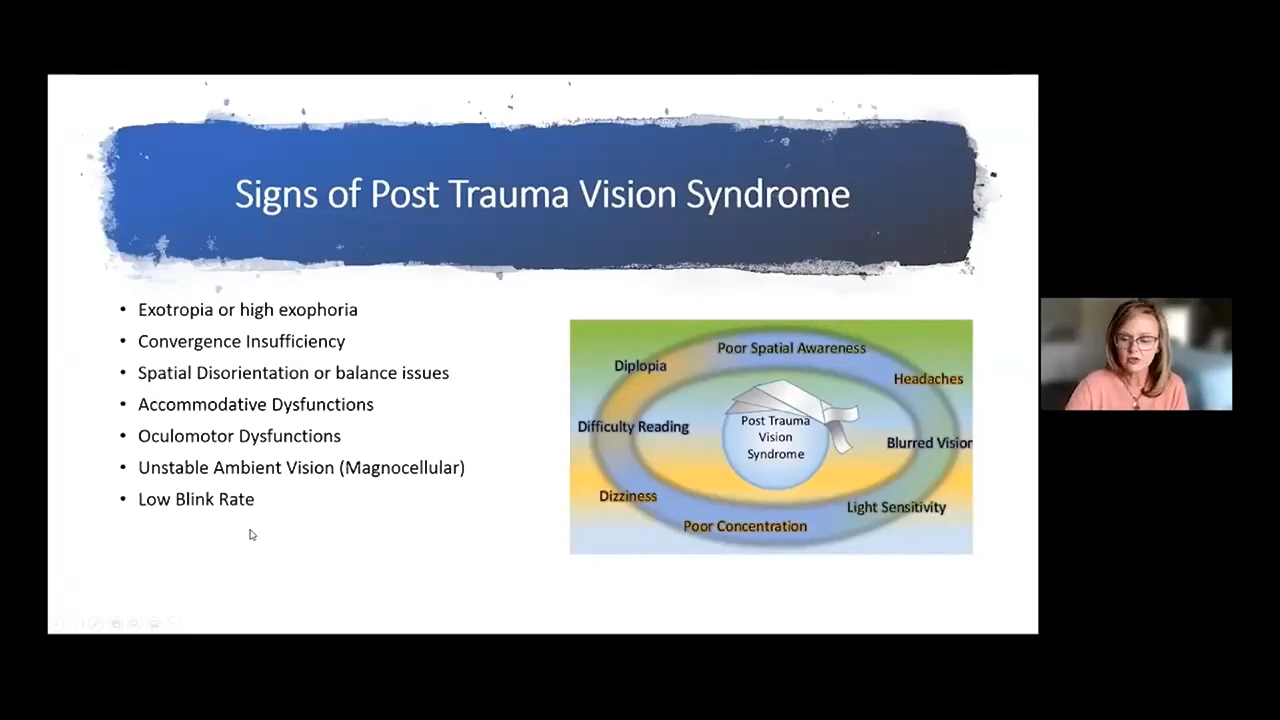 Signs of Post Trauma Vision Syndrome
• Exotropia or high exophoria
• Convergence Insufficiency
• Spatial Disorientation or balance issues
• Accommodative Dysfunctions
• Oculomotor Dysfunctions
• Unstable Ambient Vision (Magnocellular)
• Low Blink Rate
Poor Spatial Awareness
Diplopia
Headaches
Difficulty Reading
Post Trauma
Vision
Syndrome
Blurred Vision
Dizziness
Light Sensitivity
Poor Concentration